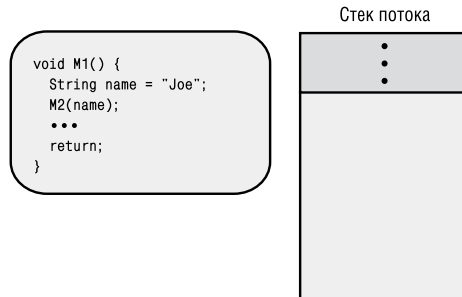 Стек потока
void M1() {
String name = "Joe";
M2(name);
•••
return;
}